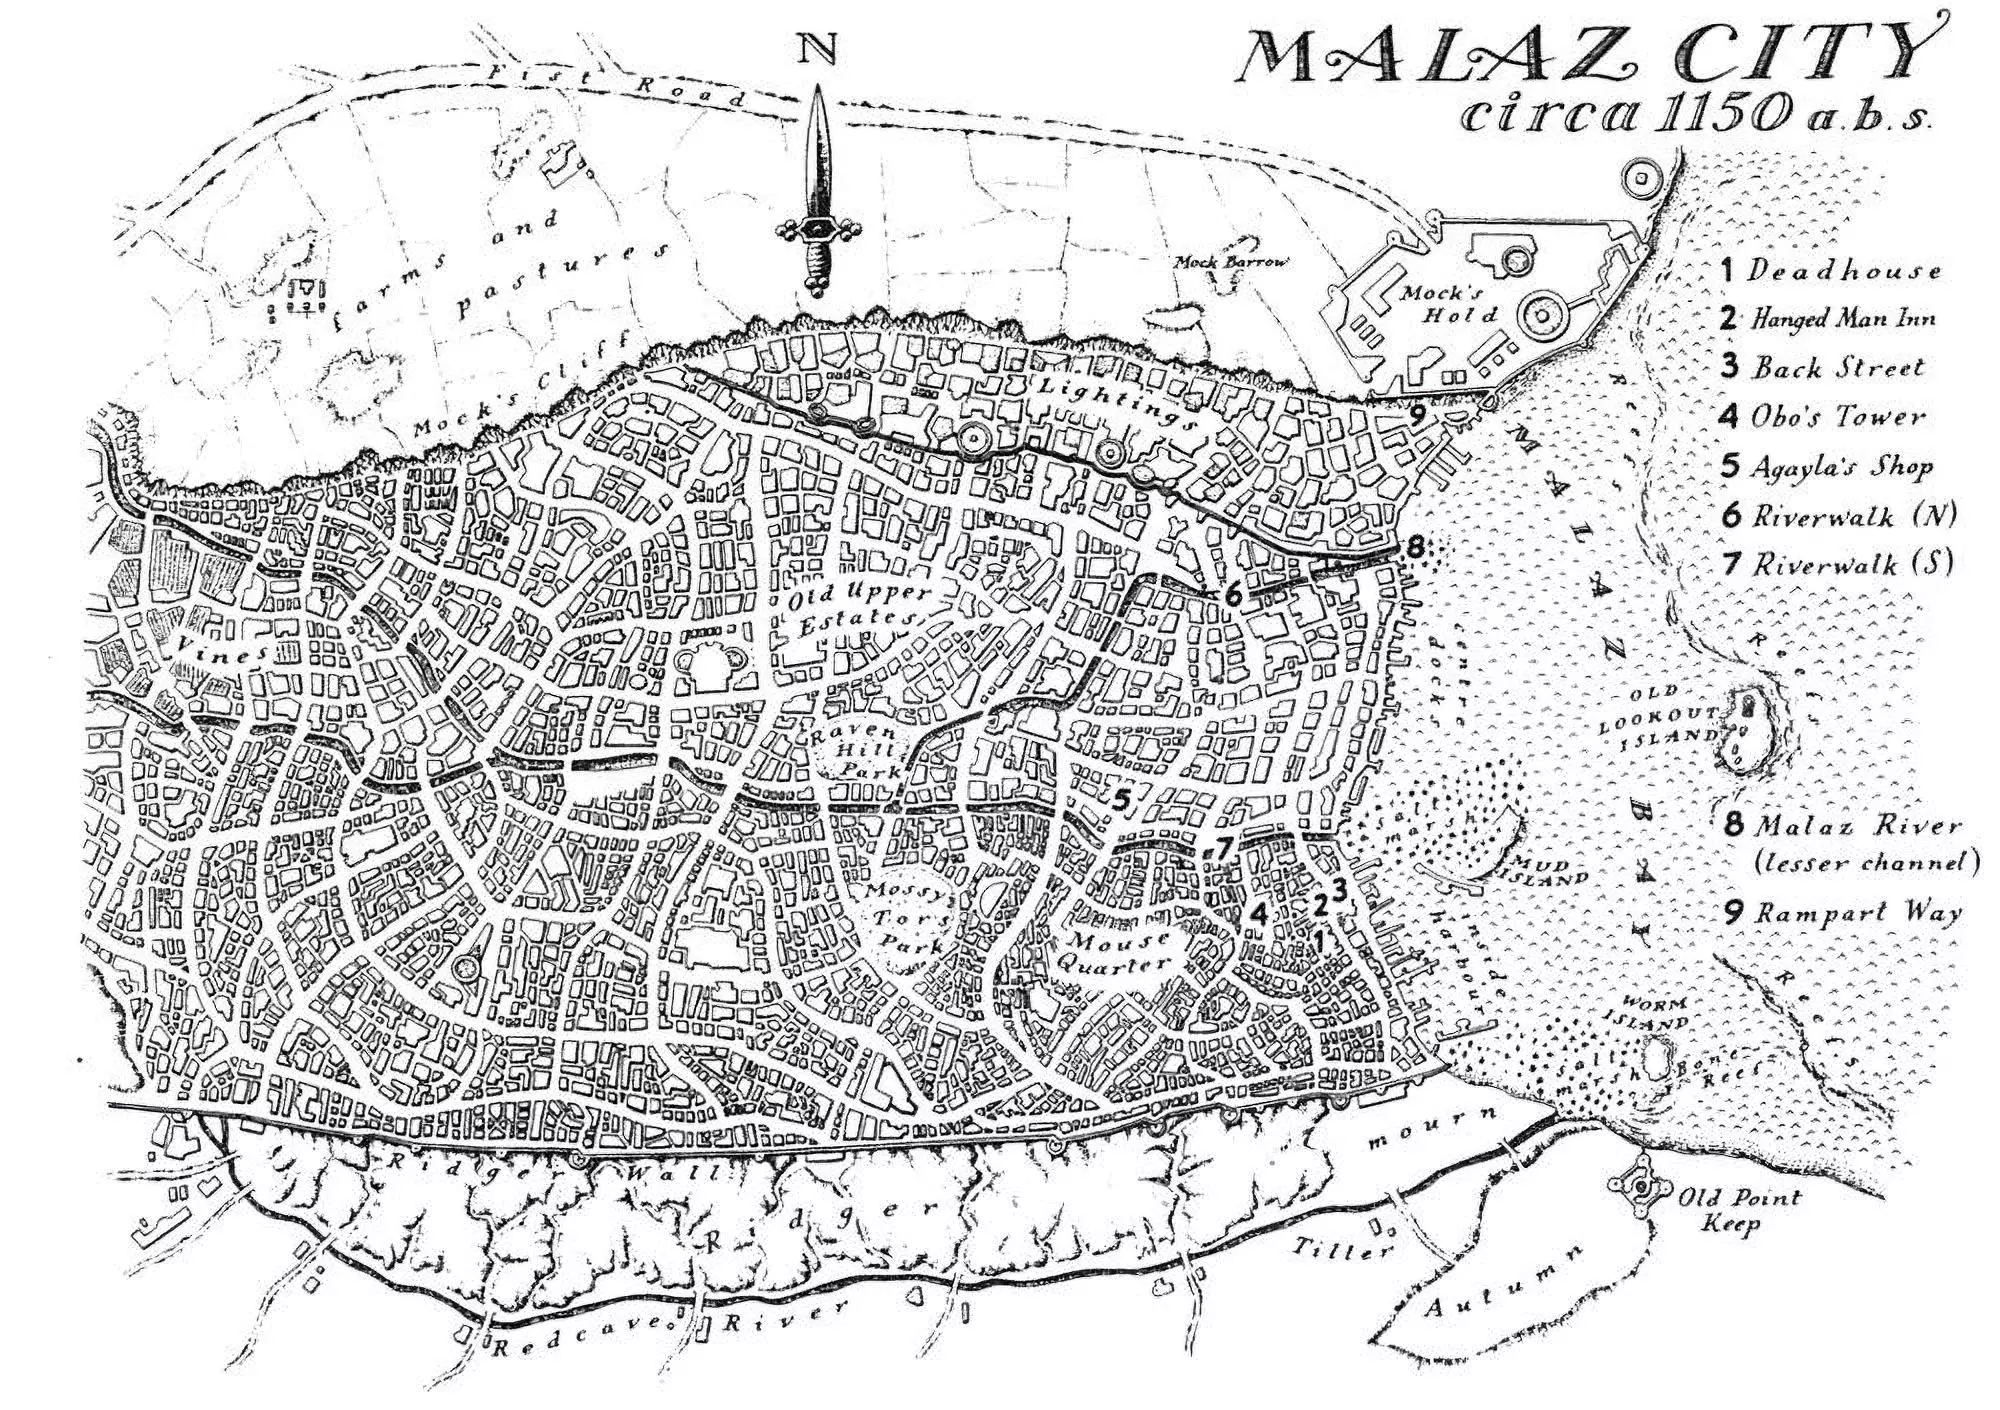 MALAZ CITY
circa 1150 a.b.s.
N
Fist Road
farms and
pastures
Mock's Cliff
Mock Barrow
Mock's
Hold
Lightings
1 Deadhouse
2 Hanged Man Inn
3 Back Street
4 Obo's Tower
5 Agayla's Shop
6 Riverwalk (N)
7 Riverwalk (S)
9
8
6
MALAZ BAY
Reefs
Reef
Old Upper
Estates
Vines
centre
docks
OLD
LOOKOUT
ISLAND
Raven
Hill
Park
5
salt
marsh
MUD
ISLAND
7
8 Malaz River
(lesser channel)
9 Rampart Way
Mossy
Tors
Park
Mouse
Quarter
3
2
4
1
inside
harbour
Reefs
WORM
ISLAND
salt
marsh
Bone
Reef
mourn
Ridger Wall
Ridger
Tiller
Old Point
Keep
Autumn
Redcave River